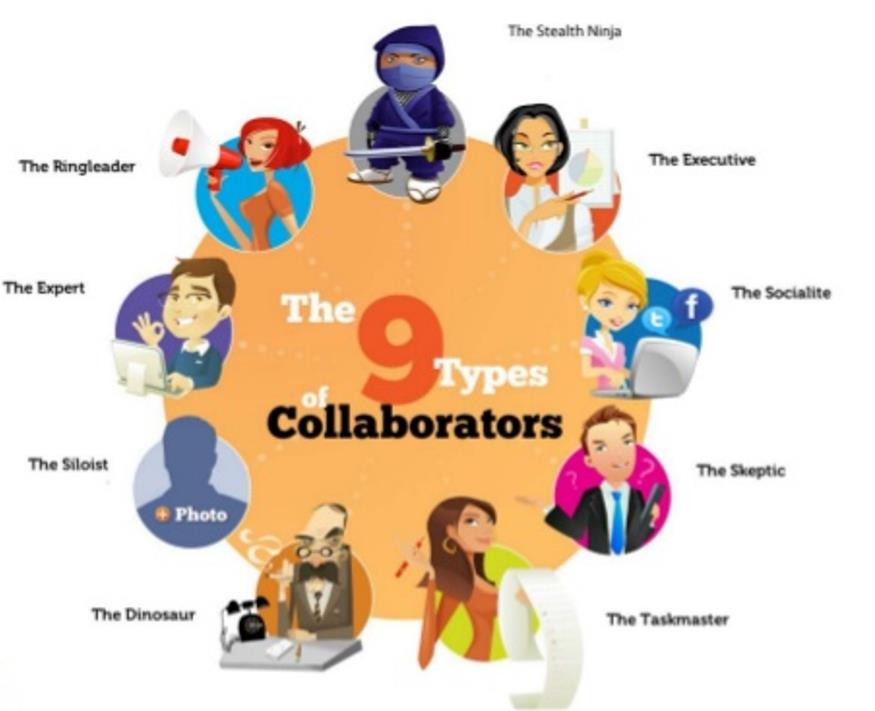 The Stealth Ninja
The Ringleader
The Executive
The Expert
The Socialite
t f
The 9 Types
of
Collaborators
The Siloist
The Skeptic
? ?
+ Photo
The Dinosaur
The Taskmaster